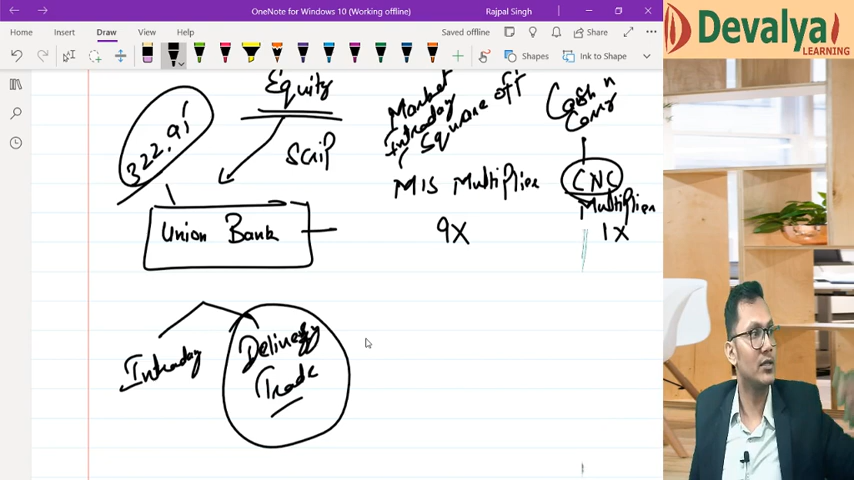 OneNote for Windows 10 (Working offline)
Rajpal Singh
Home
Insert
Draw
View
Help
Saved offline
Share
Shapes
Ink to Shape
Devalya
LEARNING
Equity
Scrip
322.95
Market
Intraday
Square off
MIS Multiplier
9X
Cash n
Carry
CNC
Multiplier
1X
Union Bank
Intraday
Delivery
Trade